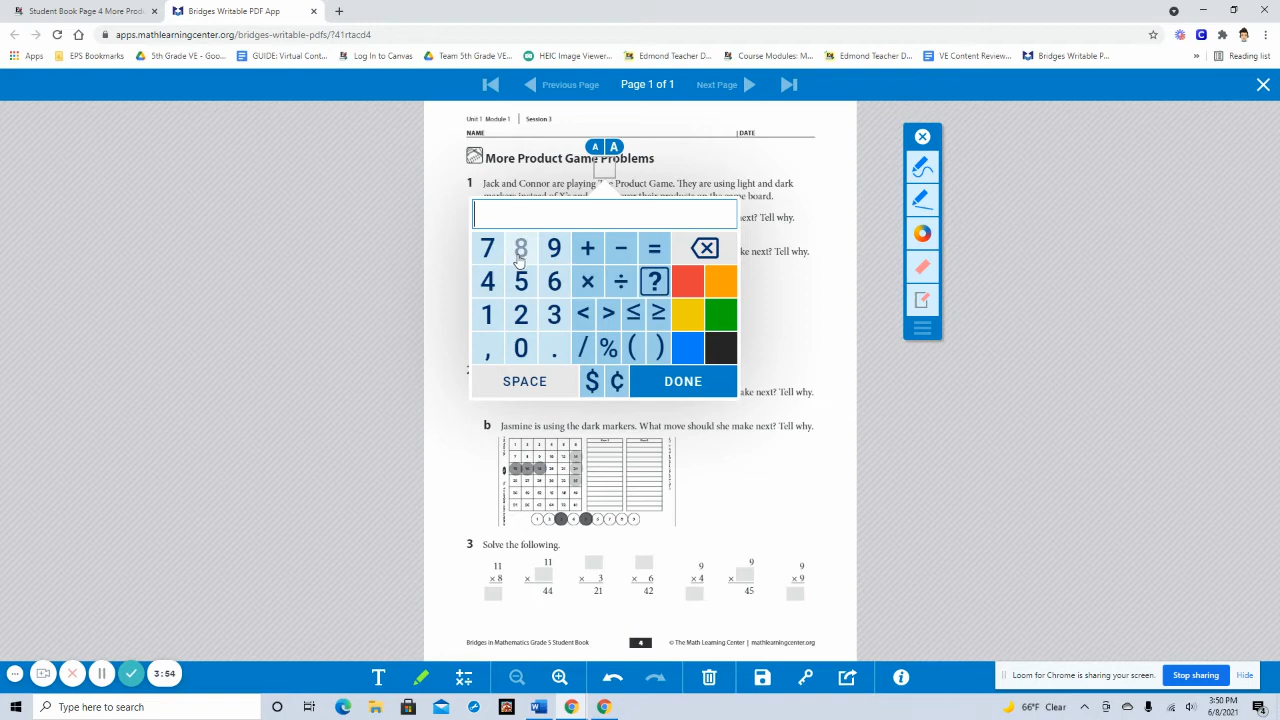 Student Book Page 4 More Prod
Bridges Writable PDF App
apps.mathlearningcenter.org/bridges-writable-pdfs/?741rtacd4
Apps
EPS Bookmarks
5th Grade VE - Goo...
GUIDE: Virtual Cont...
Log In to Canvas
Team 5th Grade VE...
HEIC Image Viewer...
Edmond Teacher D...
Course Modules: M...
Edmond Teacher D...
VE Content Review...
Bridges Writable P...
»
Reading list
Previous Page
Page 1 of 1
Next Page
Unit 1 Module 1 | Session 3
NAME | DATE
A A
More Product Game Problems
1 Jack and Connor are playing the Product Game. They are using light and dark
ext? Tell why.
ke next? Tell why.
7 8 9 + − =
4 5 6 × ÷ ?
1 2 3 < > ≤ ≥
, 0 . / % ( )
SPACE $ ¢ DONE
ake next? Tell why.
b Jasmine is using the dark markers. What move should she make next? Tell why.
3 Solve the following.
11 11 9 9 9
× 8 × × 3 × 6 × 4 × × 9
44 21 42 45
Bridges in Mathematics Grade 5 Student Book 4 © The Math Learning Center | mathlearningcenter.org
3:54
T
Loom for Chrome is sharing your screen.
Stop sharing
Hide
Type here to search
66°F Clear
3:50 PM
6/8/2021